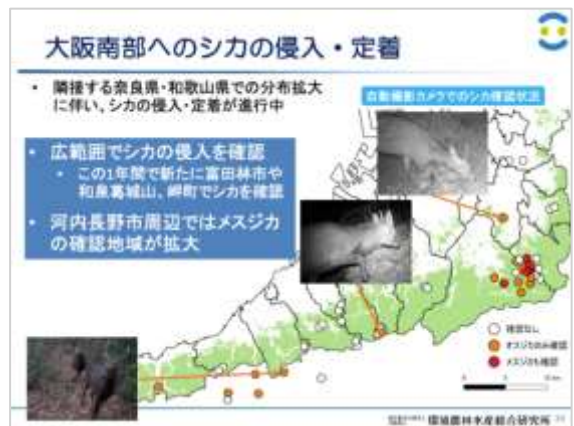 大阪南部へのシカの侵入・定着
• 隣接する奈良県・和歌山県での分布拡大
に伴い、シカの侵入・定着が進行中
自動撮影カメラでのシカ確認状況
• 広範囲でシカの侵入を確認
• この1年間で新たに富田林市や
和泉葛城山、岬町でシカを確認
• 河内長野市周辺ではメスジカ
の確認地域が拡大
確認なし
オスジカのみ確認
メスジカも確認
環境農林水産総合研究所